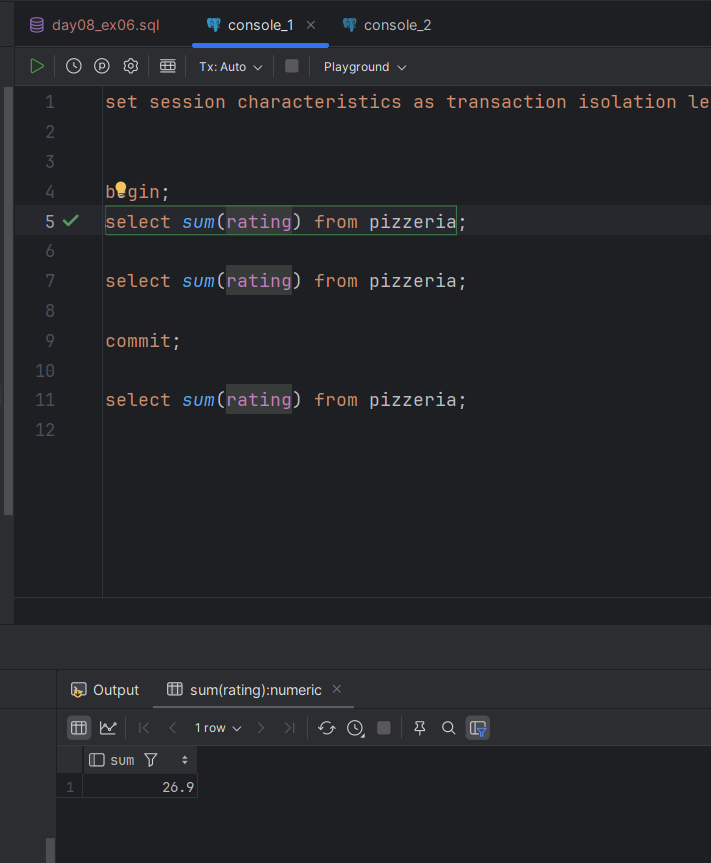 day08_ex06.sql console_1 console_2
Tx: Auto Playground
1 set session characteristics as transaction isolation le
2
3
4 begin;
5 select sum(rating) from pizzeria;
6
7 select sum(rating) from pizzeria;
8
9 commit;
10
11 select sum(rating) from pizzeria;
12
Output sum(rating):numeric
1 row
sum
1 26.9